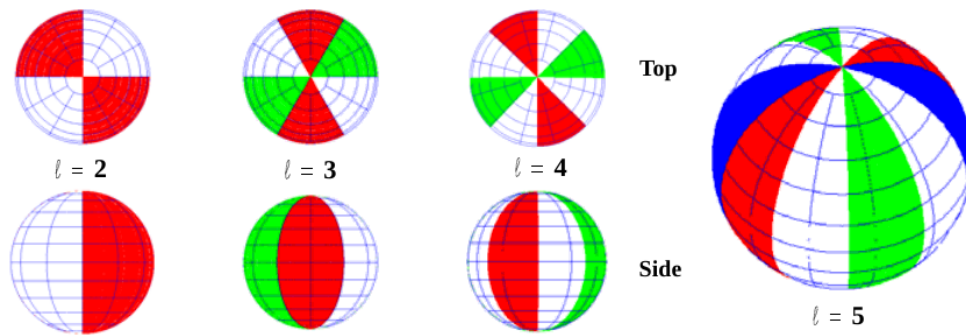 Top
ℓ = 2
ℓ = 3
ℓ = 4
Side
ℓ = 5